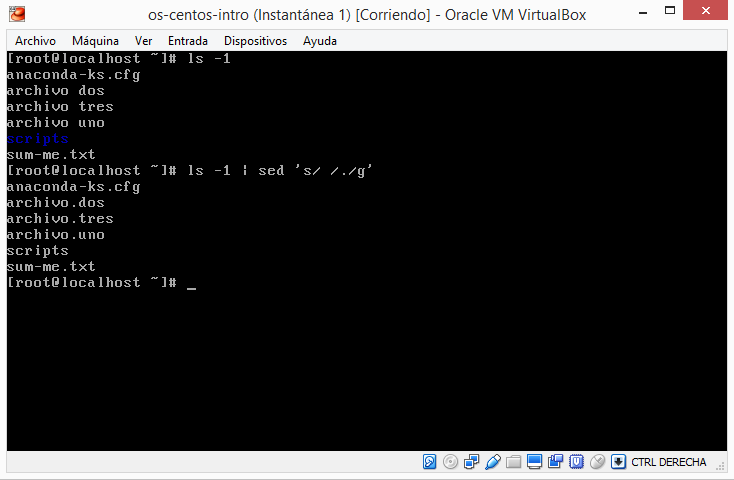 os-centos-intro (Instantánea 1) [Corriendo] - Oracle VM VirtualBox
Archivo Máquina Ver Entrada Dispositivos Ayuda
[root@localhost ~]# ls -1
anaconda-ks.cfg
archivo dos
archivo tres
archivo uno
scripts
sum-me.txt
[root@localhost ~]# ls -1 | sed 's/ /./g'
anaconda-ks.cfg
archivo.dos
archivo.tres
archivo.uno
scripts
sum-me.txt
[root@localhost ~]# _
CTRL DERECHA